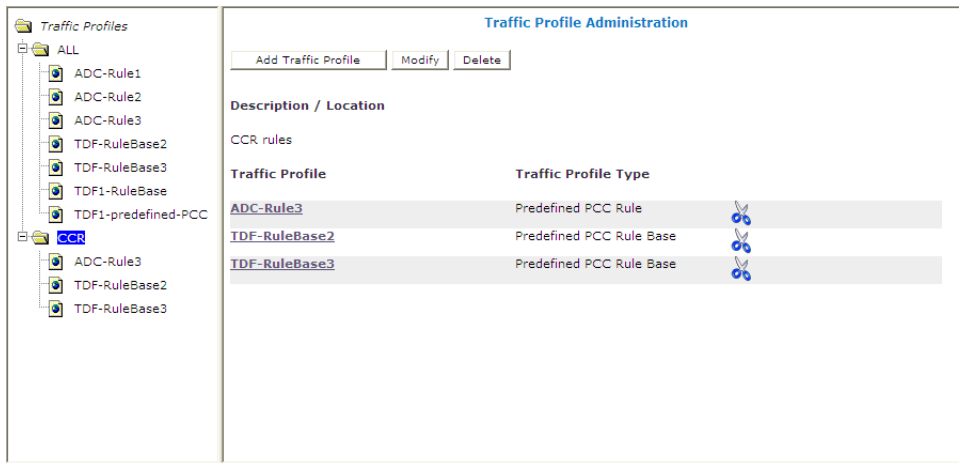 Traffic Profiles
ALL
ADC-Rule1
ADC-Rule2
ADC-Rule3
TDF-RuleBase2
TDF-RuleBase3
TDF1-RuleBase
TDF1-predefined-PCC
CCR
ADC-Rule3
TDF-RuleBase2
TDF-RuleBase3
Traffic Profile Administration
Add Traffic Profile Modify Delete
Description / Location
CCR rules
Traffic Profile Traffic Profile Type
ADC-Rule3 Predefined PCC Rule
TDF-RuleBase2 Predefined PCC Rule Base
TDF-RuleBase3 Predefined PCC Rule Base